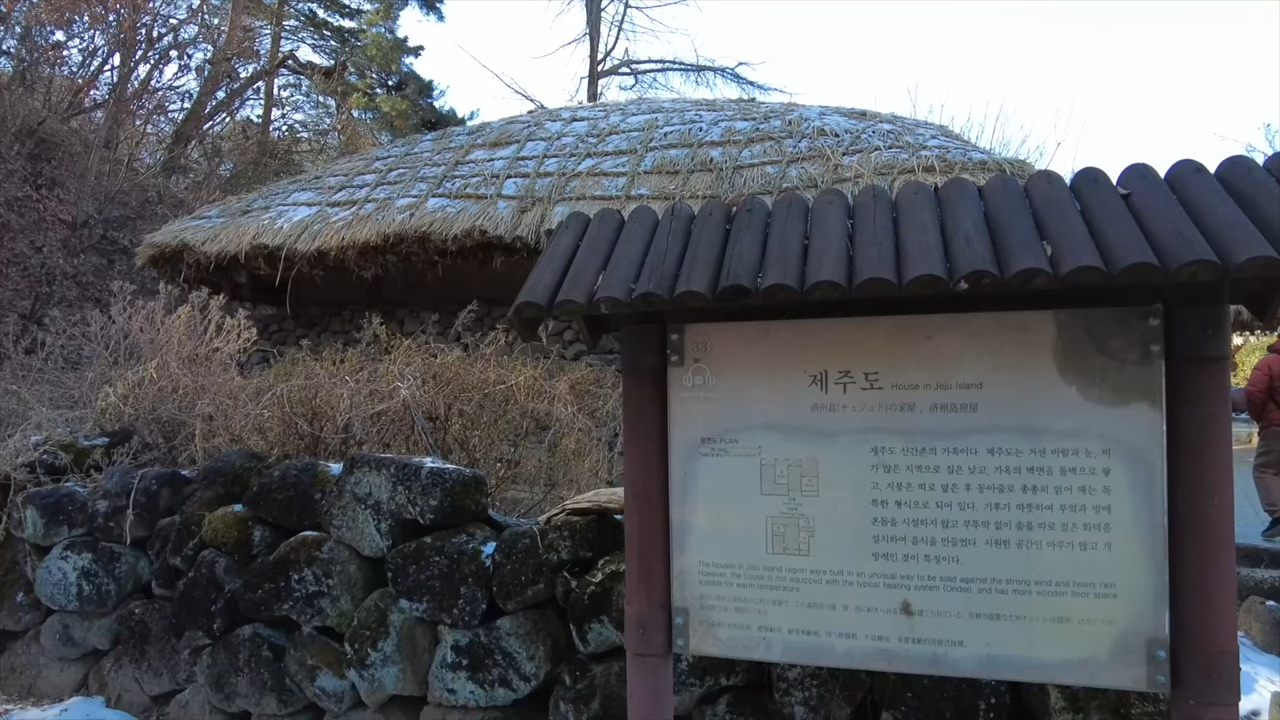 33
제주도 House in Jeju Island
済州島(チェジュド)の家屋 , 济州島房屋
평면도 PLAN
제주도 산간촌의 가옥이다. 제주도는 거센 바람과 눈, 비
가 많은 지역으로 집은 낮고, 가옥의 벽면을 돌벽으로 쌓
고, 지붕은 띠로 덮은 후 동아줄로 총총히 얽어 매는 독
특한 형식으로 되어 있다. 기후가 따뜻하여 부엌과 방에
온돌을 시설하지 않고 부뚜막 없이 솥을 따로 걸은 화덕을
설치하여 음식을 만들었다. 시원한 공간인 마루가 많고 개
방적인 것이 특징이다.
The houses in Jeju Island region were built in an unusual way to be solid against the strong wind and heavy rain.
However, the house is not equipped with the typical healing system (Ondol), and has more wooden floor space
suitable for warm temperature.